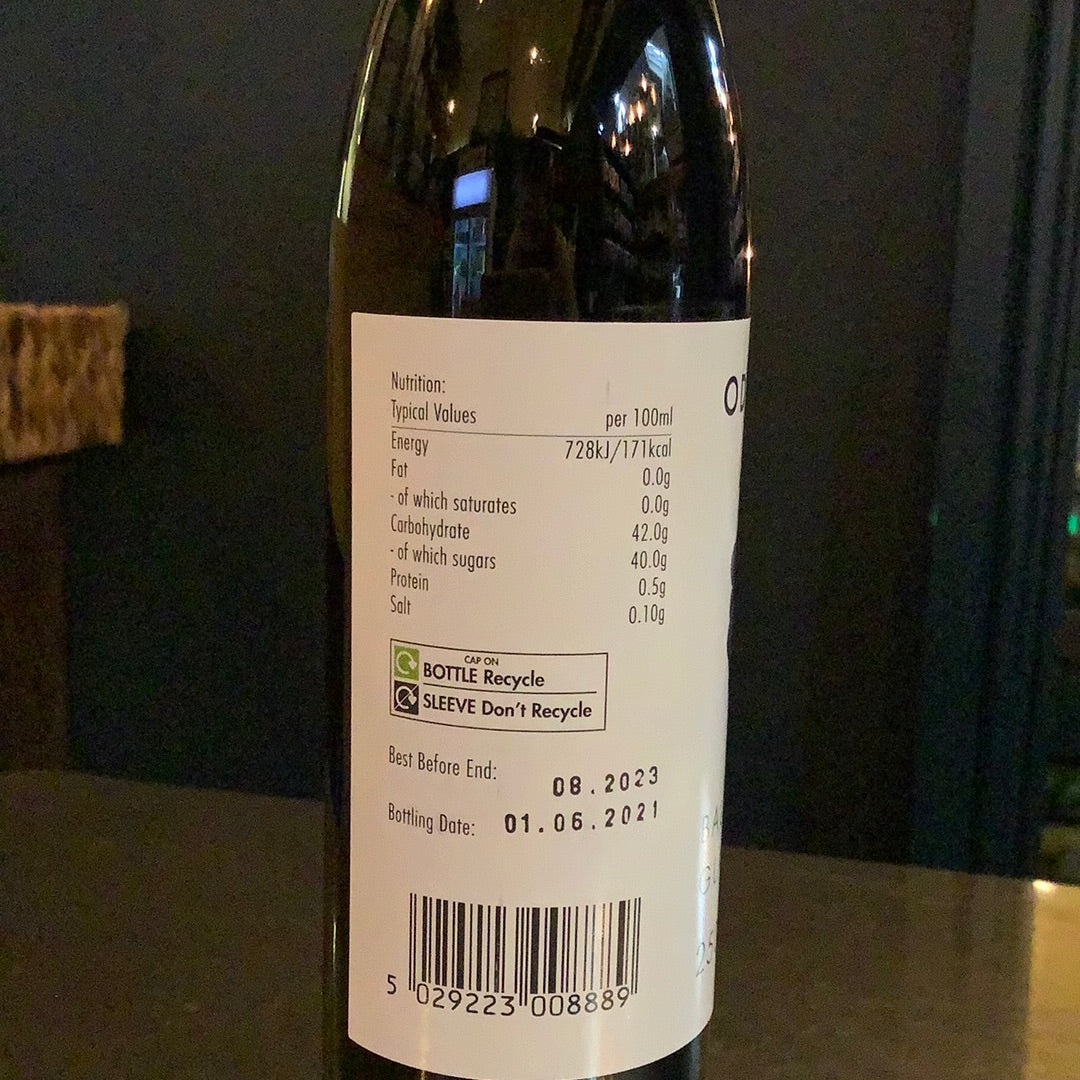 Nutrition:
Typical Values per 100ml
Energy 728kJ/171kcal
Fat 0.0g
- of which saturates 0.0g
Carbohydrate 42.0g
- of which sugars 40.0g
Protein 0.5g
Salt 0.10g
CAP ON
BOTTLE Recycle
SLEEVE Don't Recycle
Best Before End: 08.2023
Bottling Date: 01.06.2021
5 029223 008889